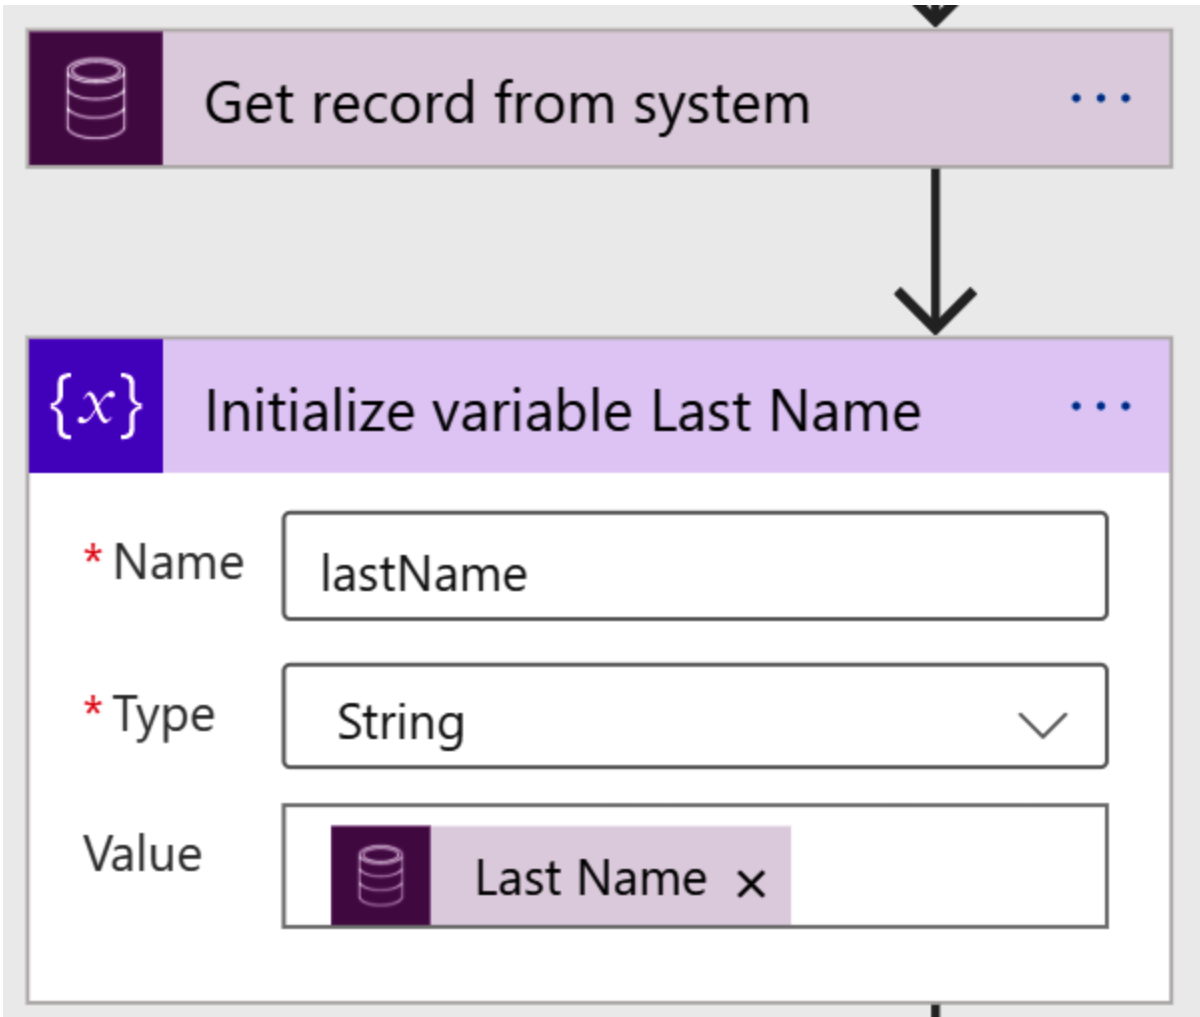 Get record from system
{x} Initialize variable Last Name
* Name lastName
* Type String
Value Last Name ×